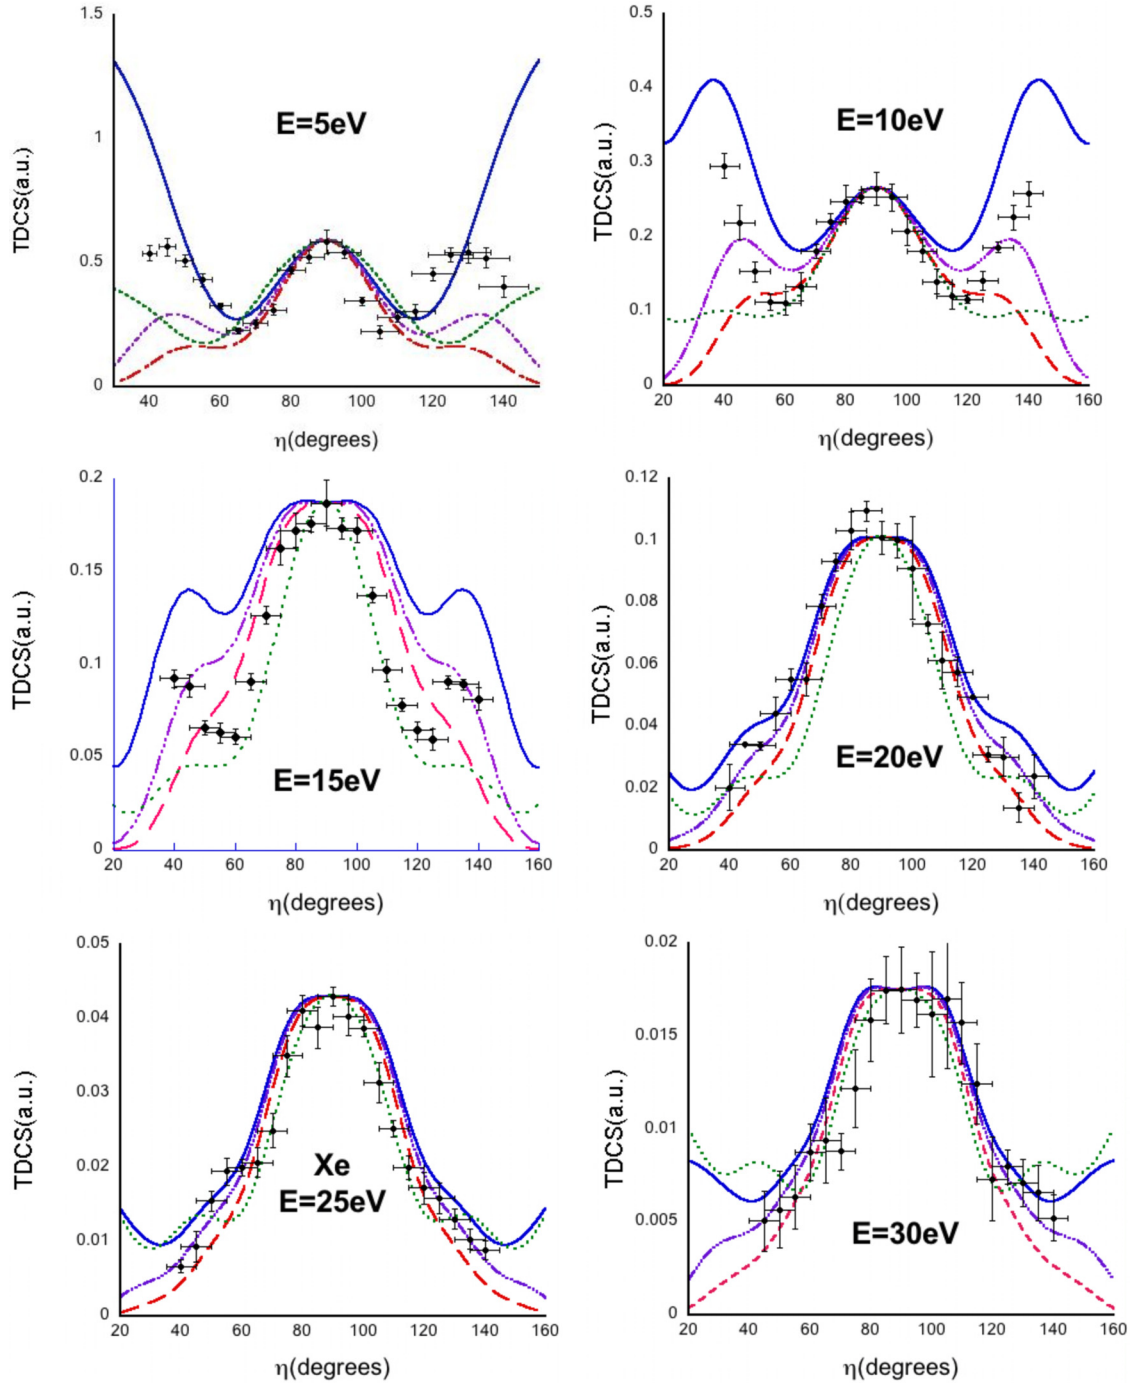 1.5
1
0.5
0
TDCS(a.u.)
E=5eV
40 60 80 100 120 140
η(degrees)
0.5
0.4
0.3
0.2
0.1
0
TDCS(a.u.)
E=10eV
20 40 60 80 100 120 140 160
η(degrees)
0.2
0.15
0.1
0.05
0
TDCS(a.u.)
E=15eV
20 40 60 80 100 120 140 160
η(degrees)
0.12
0.1
0.08
0.06
0.04
0.02
0
TDCS(a.u.)
E=20eV
20 40 60 80 100 120 140 160
η(degrees)
0.05
0.04
0.03
0.02
0.01
0
TDCS(a.u.)
Xe
E=25eV
20 40 60 80 100 120 140 160
η(degrees)
0.02
0.015
0.01
0.005
0
TDCS(a.u.)
E=30eV
20 40 60 80 100 120 140 160
η(degrees)